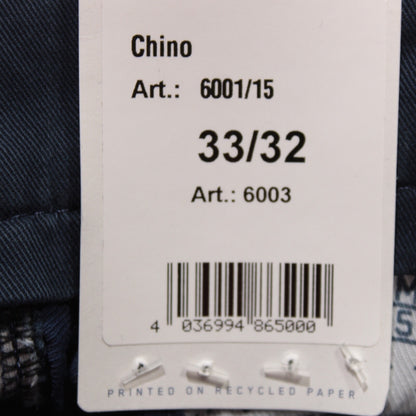 Chino
Art.: 6001/15
33/32
Art.: 6003
4 036994 865000
PRINTED ON RECYCLED PAPER
M
S